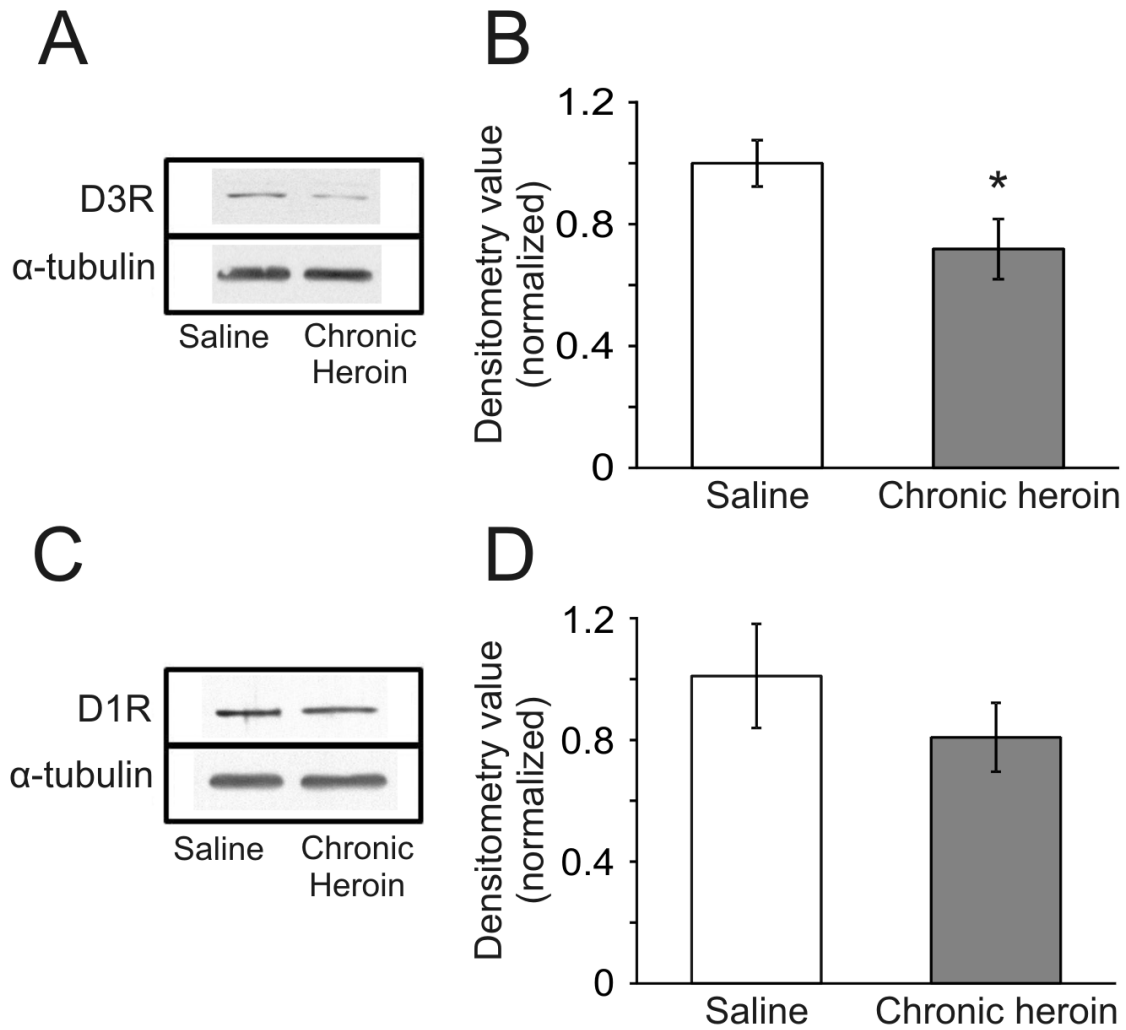 A
D3R
α-tubulin
Saline
Chronic
Heroin
B
Densitometry value
(normalized)
1.2
0.8
0.4
0
*
Saline
Chronic heroin
C
D1R
α-tubulin
Saline
Chronic
Heroin
D
Densitometry value
(normalized)
1.2
0.8
0.4
0
Saline
Chronic heroin